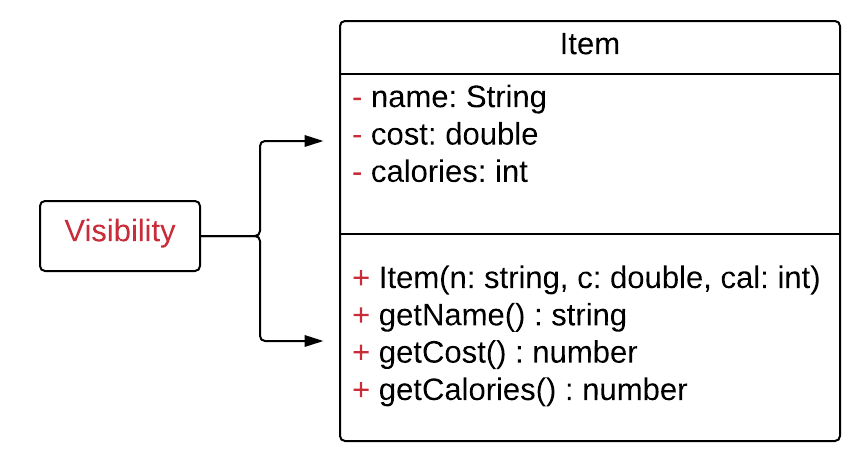 Item
- name: String
- cost: double
- calories: int
Visibility
+ Item(n: string, c: double, cal: int)
+ getName() : string
+ getCost() : number
+ getCalories() : number